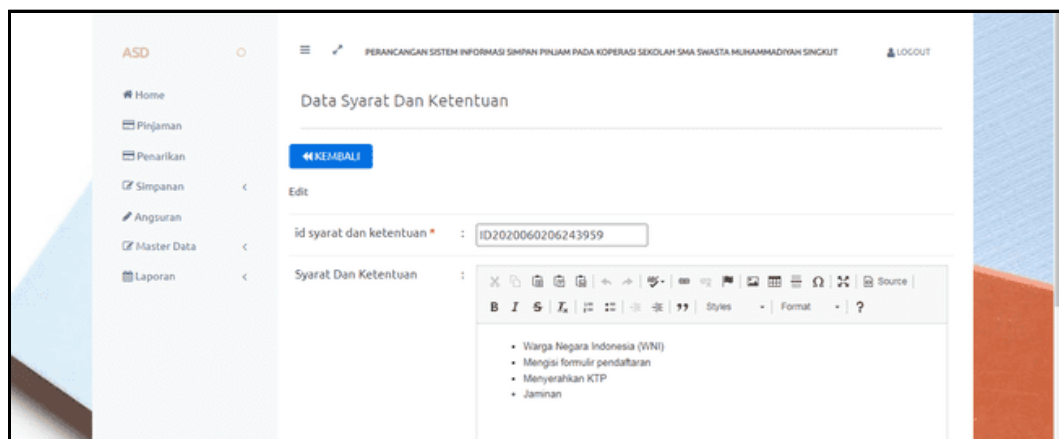 ASD
PERANCANGAN SISTEM INFORMASI SIMPAN PINJAM PADA KOPERASI SEKOLAH SMA SWASTA MUHAMMADIYAH SINGKUT
LOGOUT
Home
Pinjaman
Penarikan
Simpanan
Angsuran
Master Data
Laporan
Data Syarat Dan Ketentuan
KEMBALI
Edit
id syarat dan ketentuan * : ID2020060206243959
Syarat Dan Ketentuan :
Source
B I S Ix Styles Format ?
• Warga Negara Indonesia (WNI)
• Mengisi formulir pendaftaran
• Menyerahkan KTP
• Jaminan